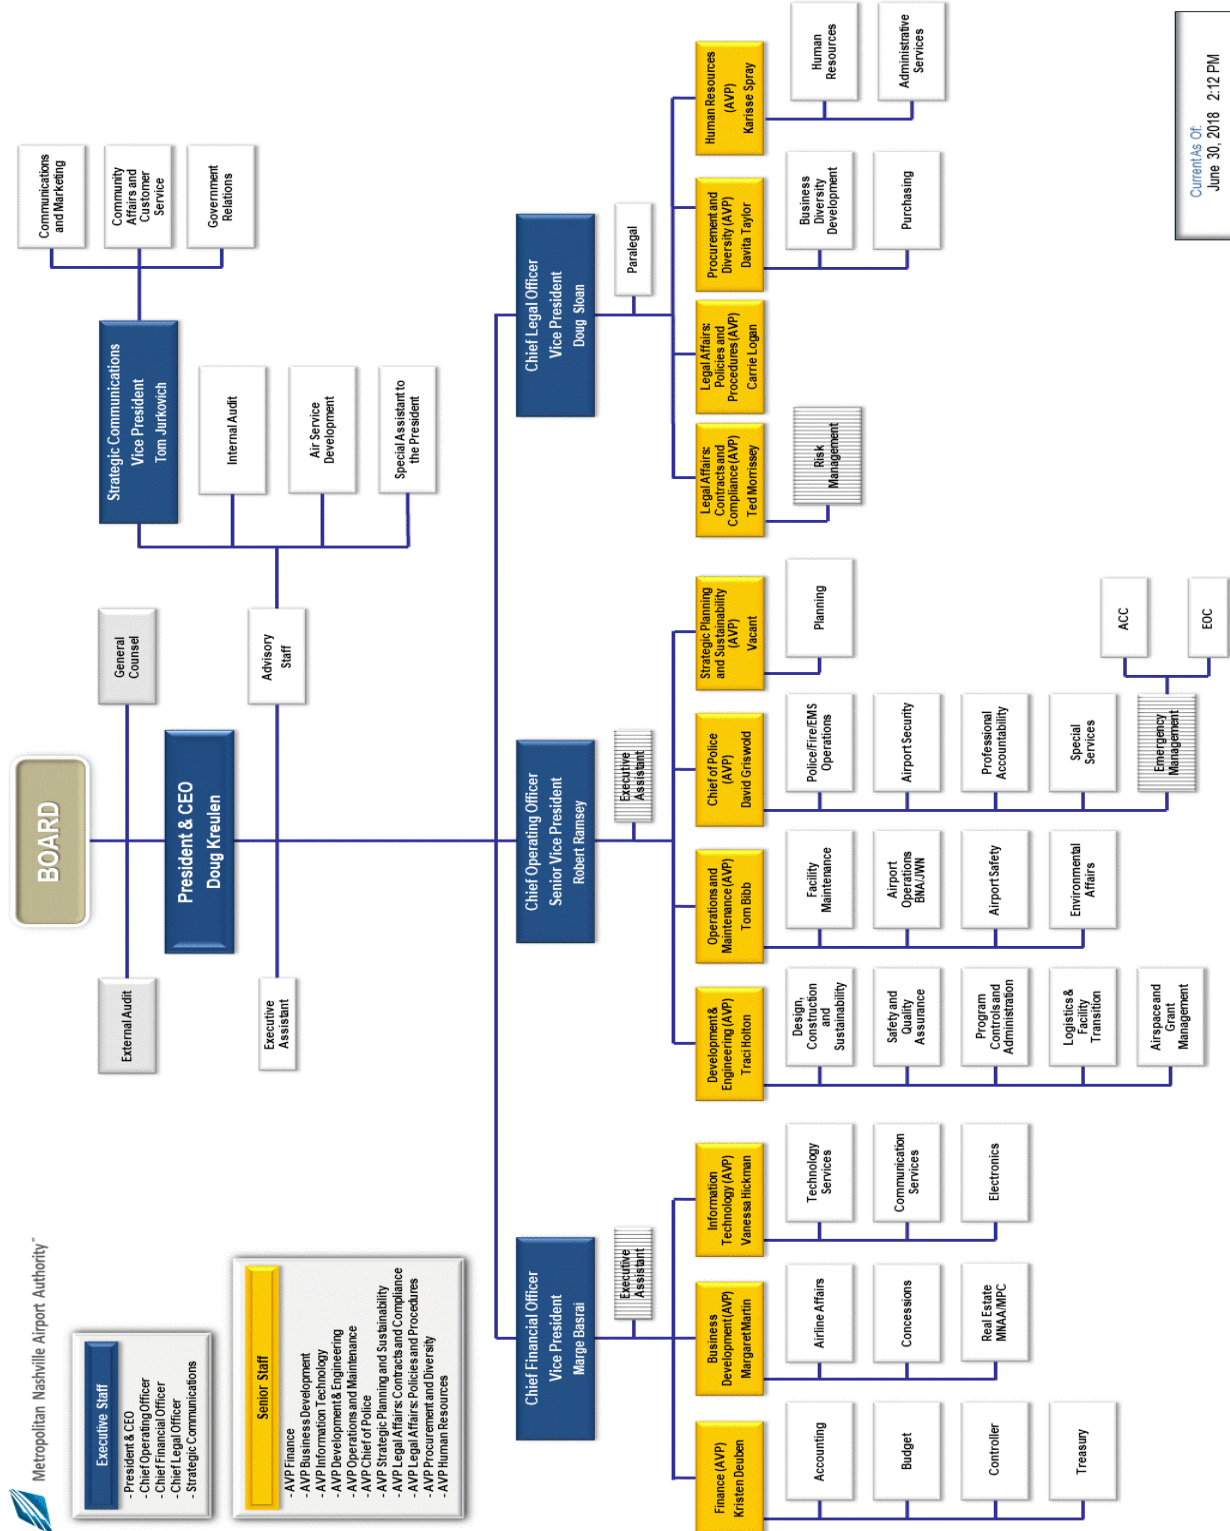 Metropolitan Nashville Airport Authority™
Executive Staff
- President & CEO
- Chief Operating Officer
- Chief Financial Officer
- Chief Legal Officer
- Strategic Communications
Senior Staff
- AVP Finance
- AVP Business Development
- AVP Information Technology
- AVP Development & Engineering
- AVP Operations and Maintenance
- AVP Chief of Police
- AVP Strategic Planning and Sustainability
- AVP Legal Affairs: Contracts and Compliance
- AVP Legal Affairs: Policies and Procedures
- AVP Procurement and Diversity
- AVP Human Resources
BOARD
External Audit
General
Counsel
President & CEO
Doug Kreulen
Executive
Assistant
Advisory
Staff
Strategic Communications
Vice President
Tom Jurkovich
Communications
and Marketing
Community
Affairs and
Customer
Service
Government
Relations
Internal Audit
Air Service
Development
Special Assistant to
the President
Chief Financial Officer
Vice President
Marge Basrai
Executive
Assistant
Finance (AVP)
Kristen Deuben
Accounting
Budget
Controller
Treasury
Business
Development (AVP)
Margaret Martin
Airline Affairs
Concessions
Real Estate
MNAA/MPC
Information
Technology (AVP)
Vanessa Hickman
Technology
Services
Communication
Services
Electronics
Chief Operating Officer
Senior Vice President
Robert Ramsey
Executive
Assistant
Development &
Engineering (AVP)
Traci Holton
Design,
Construction
and
Sustainability
Safety and
Quality
Assurance
Program
Controls and
Administration
Logistics &
Facility
Transition
Airspace and
Grant
Management
Operations and
Maintenance (AVP)
Tom Bibb
Facility
Maintenance
Airport
Operations
BNA/JWN
Airport Safety
Environmental
Affairs
Chief of Police
(AVP)
David Griswold
Police/Fire/EMS
Operations
Airport Security
Professional
Accountability
Special
Services
Emergency
Management
ACC
EOC
Strategic Planning
and Sustainability
(AVP)
Vacant
Planning
Chief Legal Officer
Vice President
Doug Sloan
Paralegal
Legal Affairs:
Contracts and
Compliance (AVP)
Ted Morrissey
Risk
Management
Legal Affairs:
Policies and
Procedures (AVP)
Carrie Logan
Procurement and
Diversity (AVP)
Davita Taylor
Business
Diversity
Development
Purchasing
Human Resources
(AVP)
Karisse Spray
Human
Resources
Administrative
Services
Current As Of:
June 30, 2018 2:12 PM